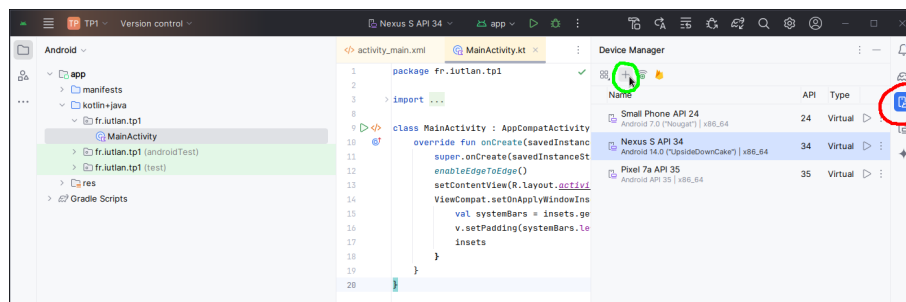 TP TP1 Version control Nexus S API 34 app
Android
app
manifests
kotlin+java
fr.iutlan.tp1
MainActivity
fr.iutlan.tp1 (androidTest)
fr.iutlan.tp1 (test)
res
Gradle Scripts
activity_main.xml MainActivity.kt
1 package fr.iutlan.tp1
2
3 import ...
8
9 class MainActivity : AppCompatActivity
10 override fun onCreate(savedInstanc
11 super.onCreate(savedInstanceSt
12 enableEdgeToEdge()
13 setContentView(R.layout.activi
14 ViewCompat.setOnApplyWindowIns
15 val systemBars = insets.ge
16 v.setPadding(systemBars.le
17 insets
18 }
19 }
20 }
Device Manager
Name API Type
Small Phone API 24
Android 7.0 ("Nougat") | x86_64
24 Virtual
Nexus S API 34
Android 14.0 ("UpsideDownCake") | x86_64
34 Virtual
Pixel 7a API 35
Android API 35 | x86_64
35 Virtual